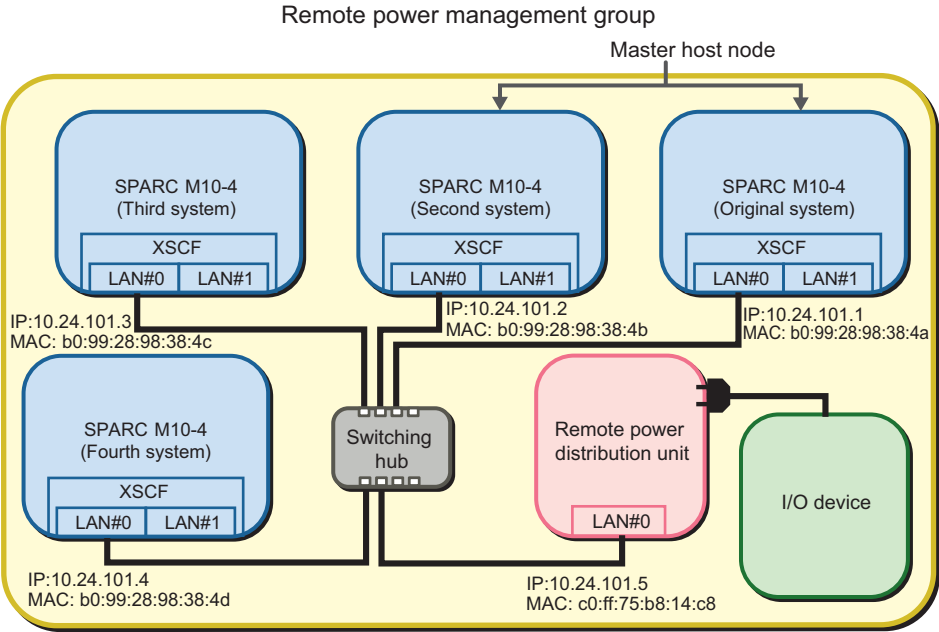 Remote power management group
Master host node
SPARC M10-4
(Third system)
XSCF
LAN#0
LAN#1
SPARC M10-4
(Second system)
XSCF
LAN#0
LAN#1
SPARC M10-4
(Original system)
XSCF
LAN#0
LAN#1
IP:10.24.101.3
MAC: b0:99:28:98:38:4c
IP:10.24.101.2
MAC: b0:99:28:98:38:4b
IP:10.24.101.1
MAC: b0:99:28:98:38:4a
SPARC M10-4
(Fourth system)
XSCF
LAN#0
LAN#1
Switching
hub
Remote power
distribution unit
LAN#0
I/O device
IP:10.24.101.4
MAC: b0:99:28:98:38:4d
IP:10.24.101.5
MAC: c0:ff:75:b8:14:c8